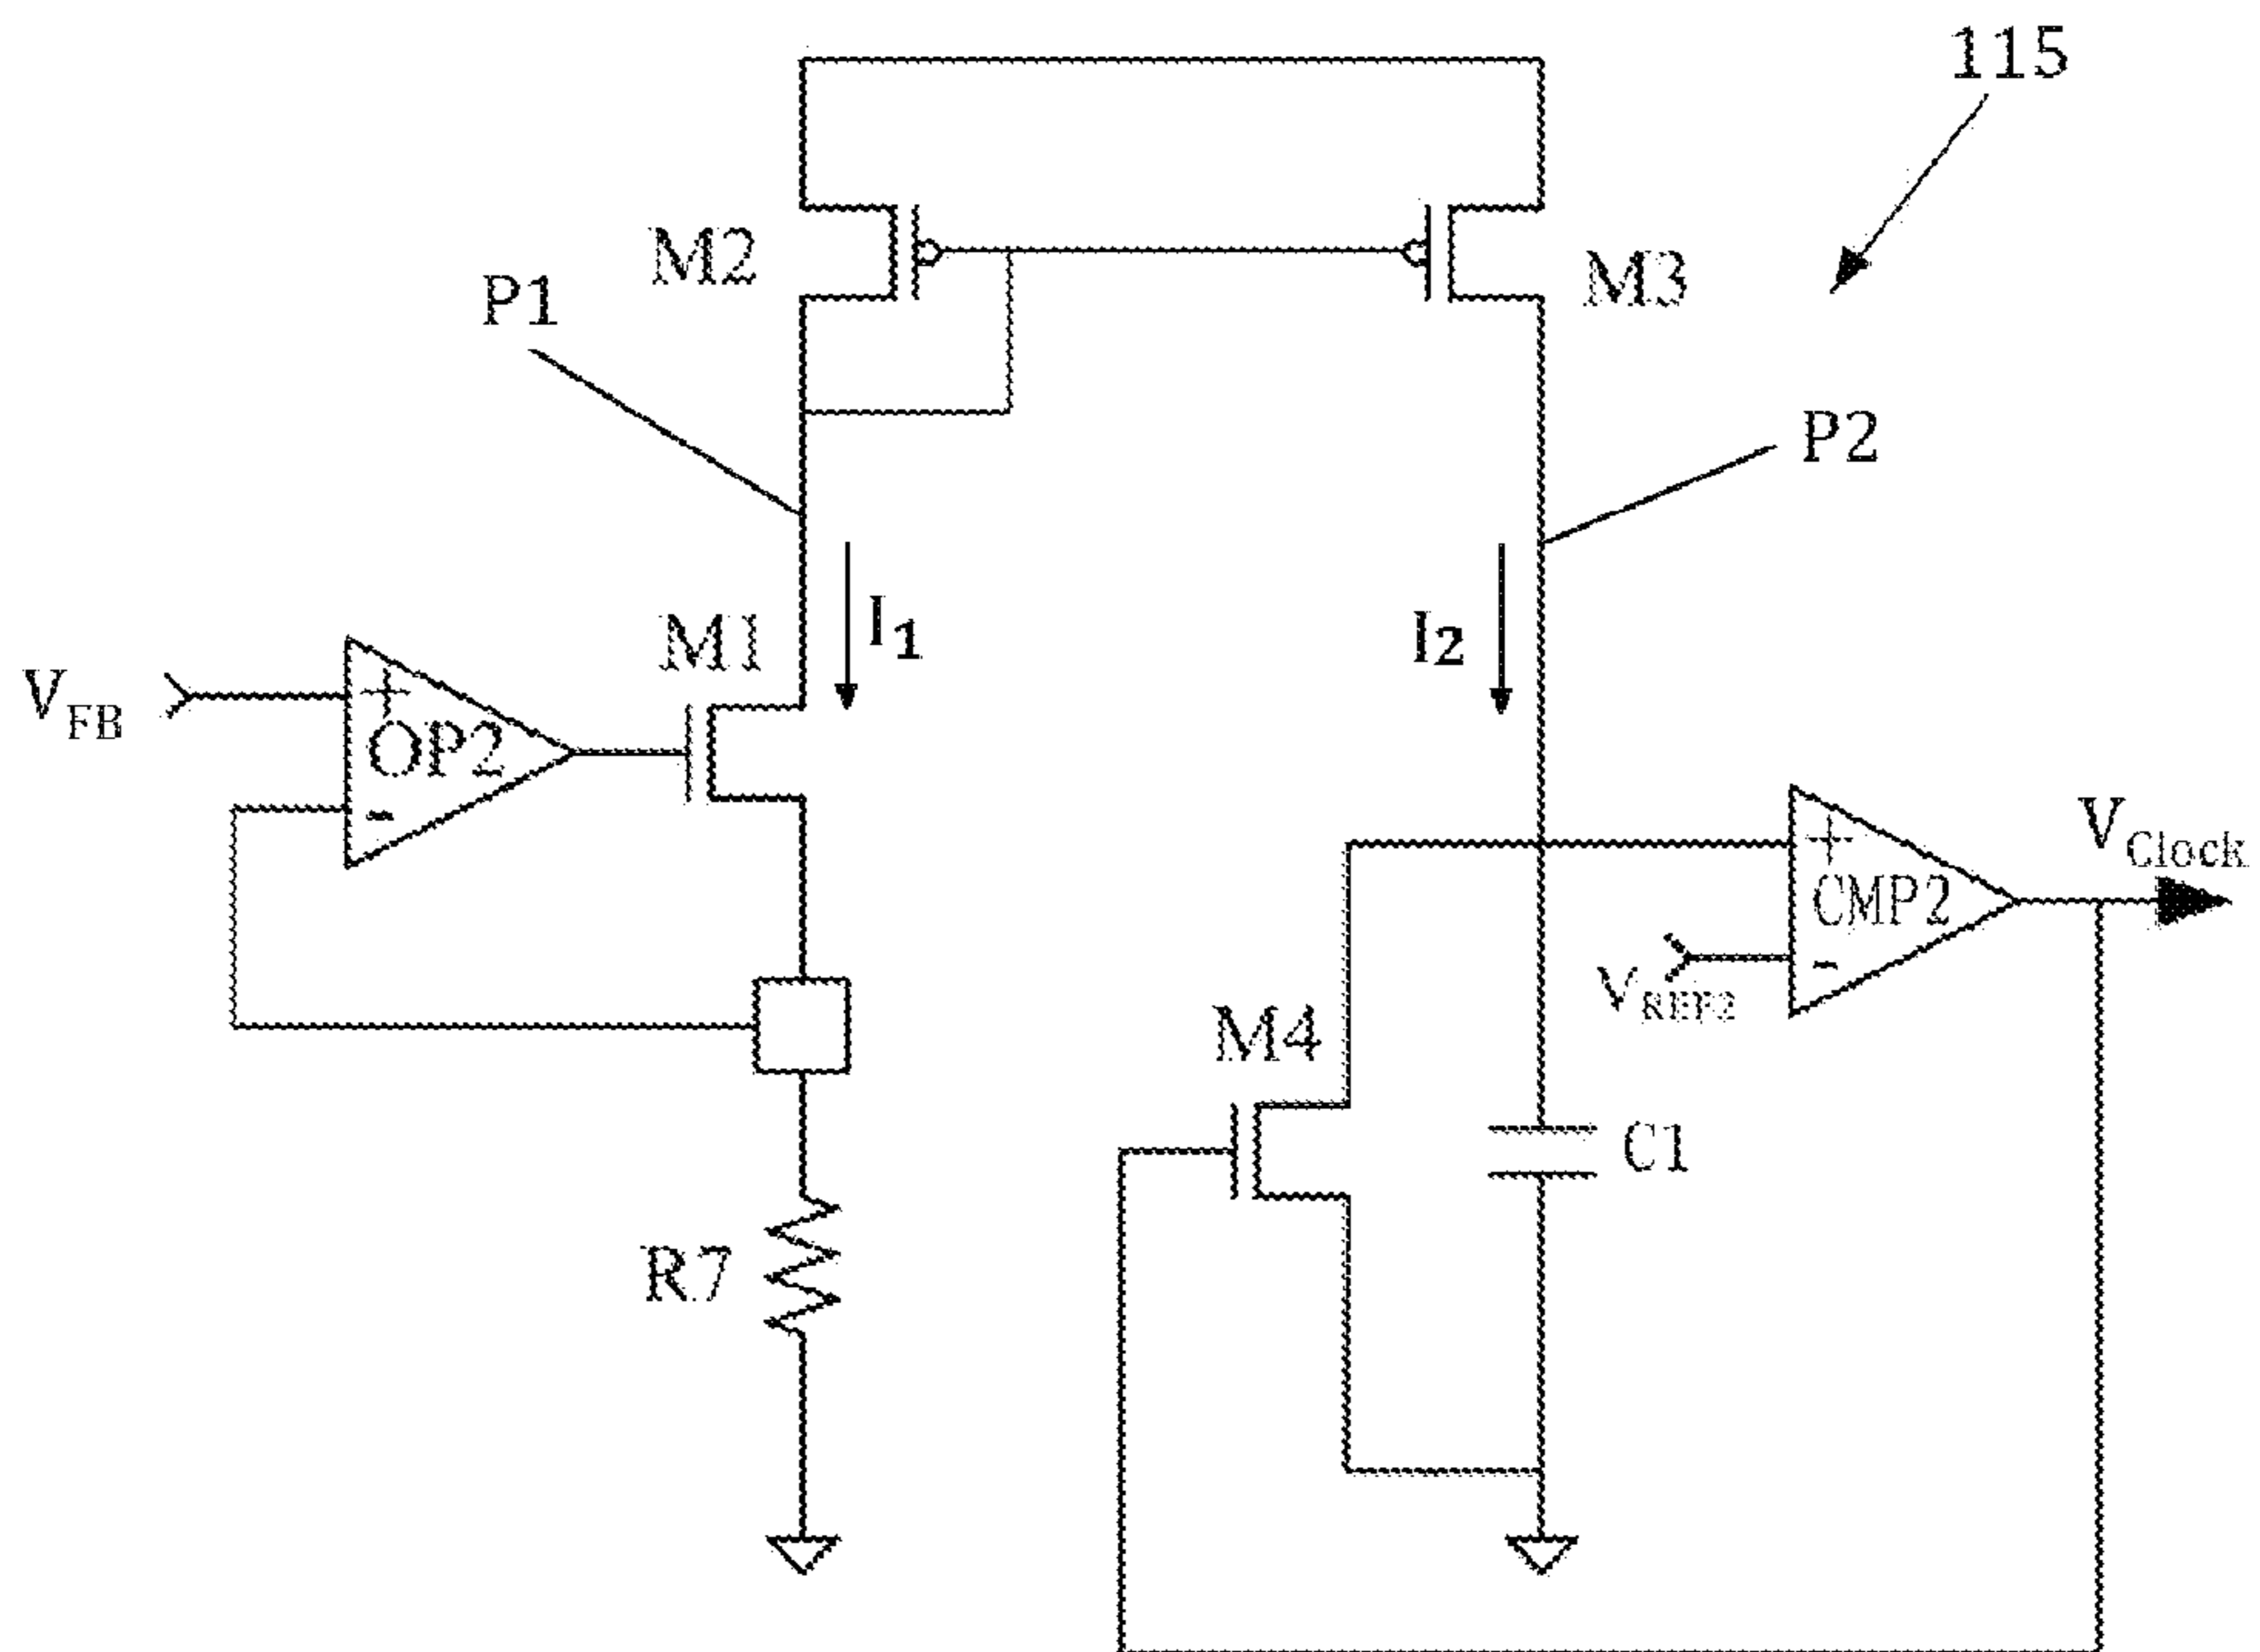 115
M2
M3
P1
P2
M1
I1
I2
VFB
+
OP2
-
VClock
+
CMP2
-
VREF2
M4
C1
R7